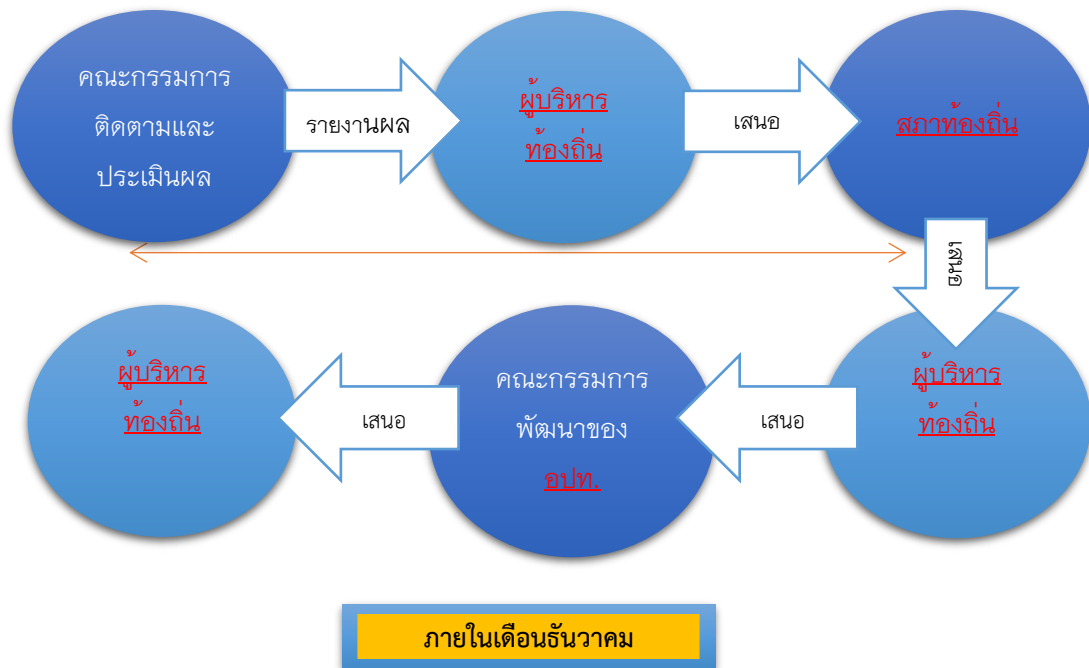 คณะกรรมการ
ติดตามและ
ประเมินผล
รายงานผล
ผู้บริหาร
ท้องถิ่น
เสนอ
สภาท้องถิ่น
เสนอ
ผู้บริหาร
ท้องถิ่น
เสนอ
คณะกรรมการ
พัฒนาของ
อปท.
เสนอ
ผู้บริหาร
ท้องถิ่น
ภายในเดือนธันวาคม